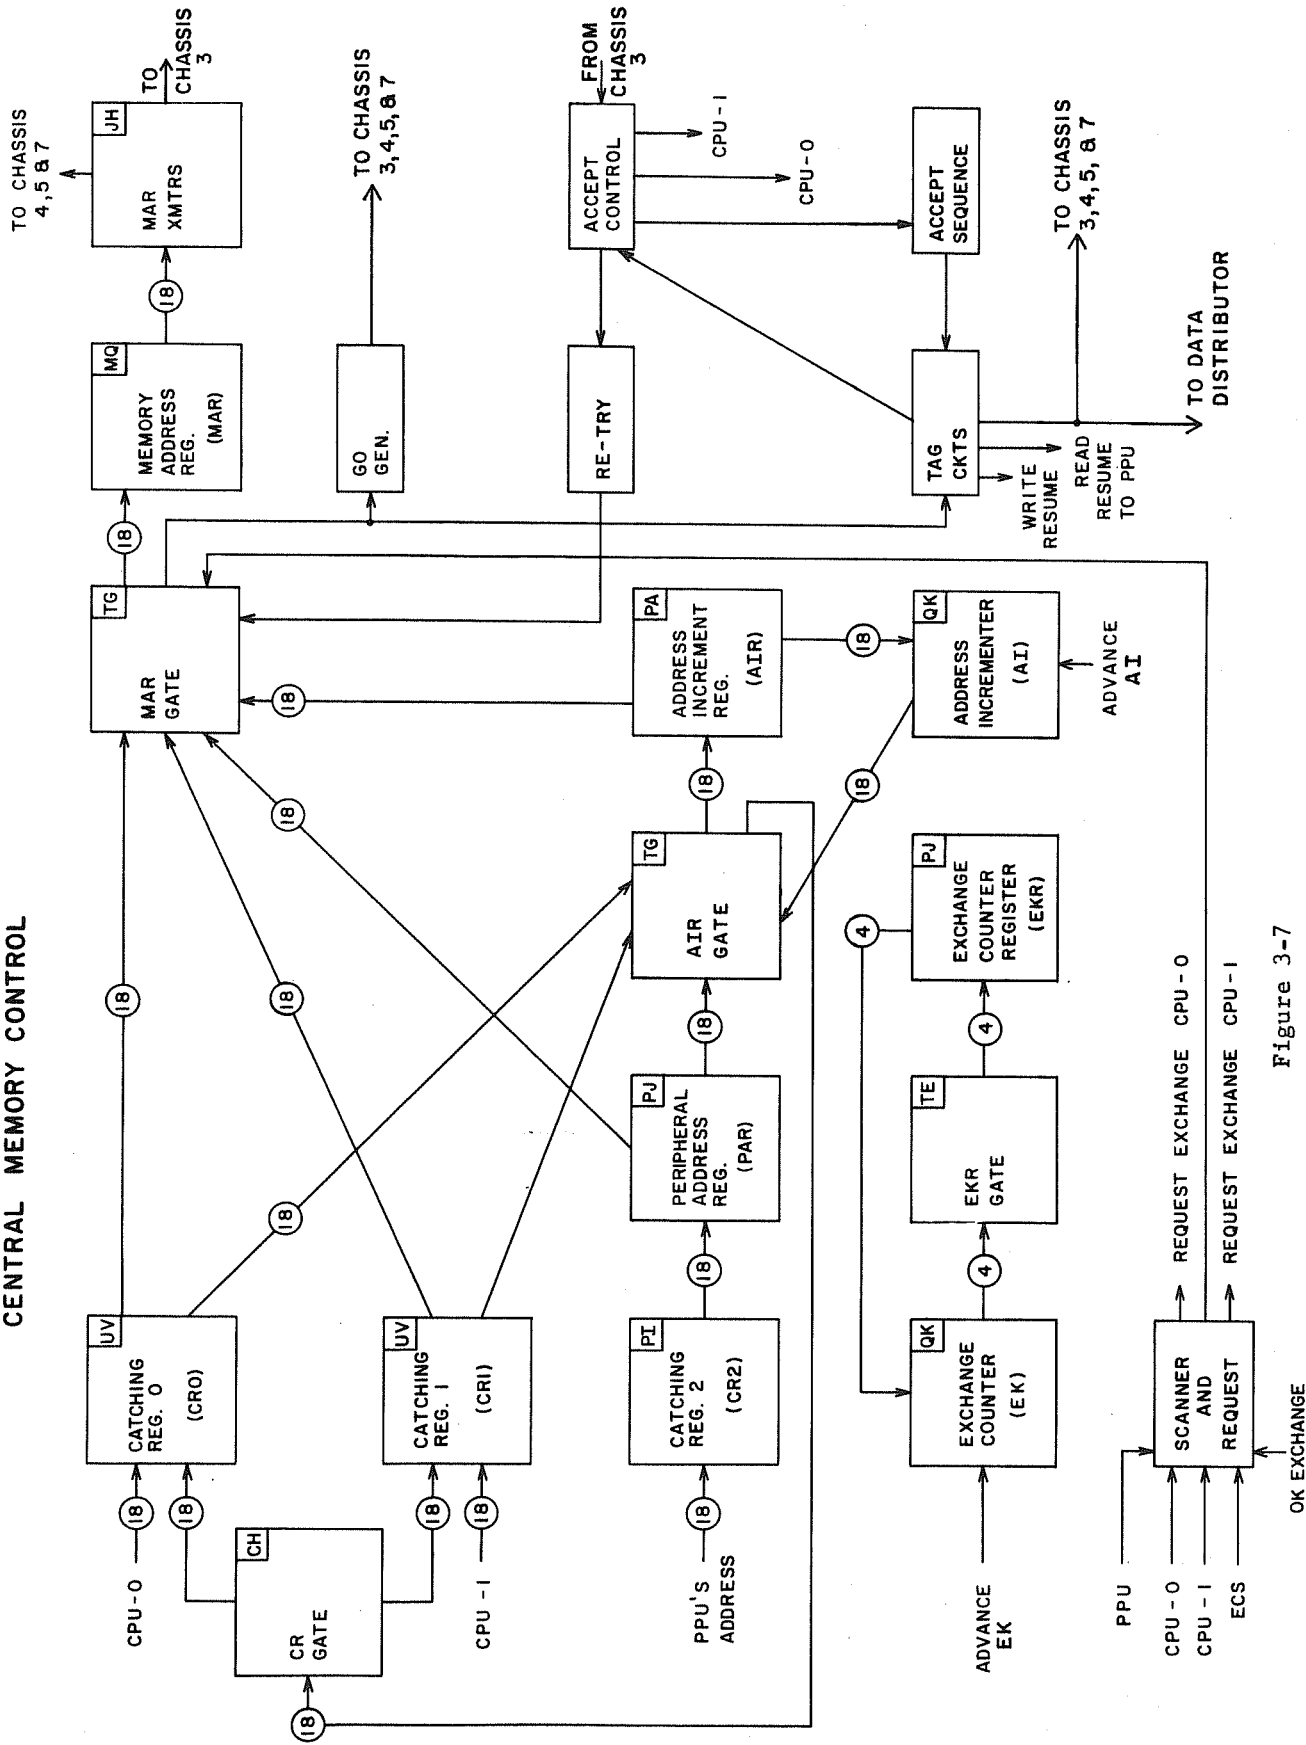 CENTRAL MEMORY CONTROL
CPU-0
18
18
CR
GATE
CH
18
CPU-1
18
18
CATCHING
REG. 0
(CR0)
UV
18
18
CATCHING
REG. 1
(CR1)
UV
18
PPU'S
ADDRESS
18
CATCHING
REG. 2
(CR2)
PI
18
PERIPHERAL
ADDRESS
REG.
(PAR)
PJ
18
18
AIR
GATE
TG
18
ADDRESS
INCREMENT
REG.
(AIR)
PA
18
18
ADDRESS
INCREMENTER
(AI)
QK
18
ADVANCE
AI
MAR
GATE
TG
18
MEMORY
ADDRESS
REG.
(MAR)
MQ
18
MAR
XMTRS
JH
TO CHASSIS
4,5 & 7
TO
CHASSIS
3
GO
GEN.
TO CHASSIS
3,4,5, & 7
RE-TRY
ACCEPT
CONTROL
FROM
CHASSIS
3
CPU-1
CPU-0
ACCEPT
SEQUENCE
TAG
CKTS
WRITE
RESUME
READ
RESUME
TO PPU
TO CHASSIS
3,4,5, & 7
TO DATA
DISTRIBUTOR
ADVANCE
EK
EXCHANGE
COUNTER
(EK)
QK
4
EKR
GATE
TE
4
EXCHANGE
COUNTER
REGISTER
(EKR)
PJ
4
PPU
CPU-0
CPU-1
ECS
SCANNER
AND
REQUEST
OK EXCHANGE
REQUEST EXCHANGE CPU-0
REQUEST EXCHANGE CPU-1
Figure 3-7